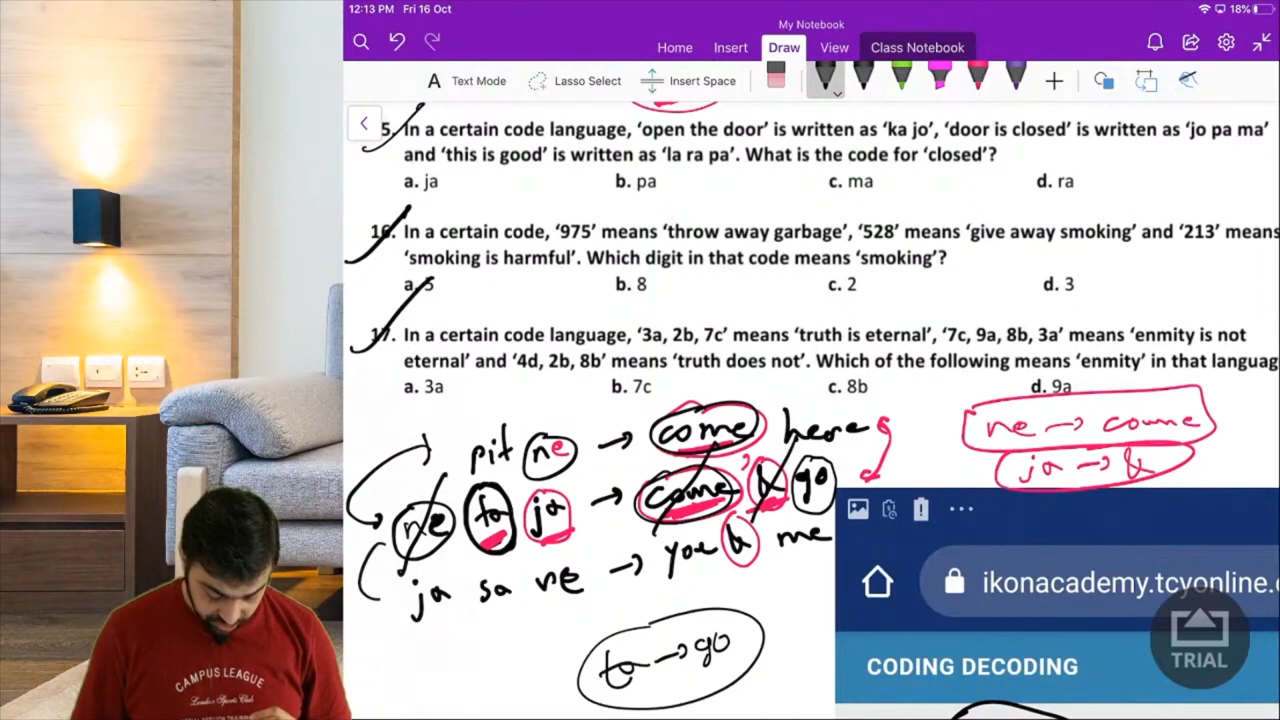 12:13 PM Fri 16 Oct
18%
My Notebook
Home Insert Draw View Class Notebook
A Text Mode Lasso Select Insert Space
5. In a certain code language, ‘open the door’ is written as ‘ka jo’, ‘door is closed’ is written as ‘jo pa ma’
and ‘this is good’ is written as ‘la ra pa’. What is the code for ‘closed’?
a. ja b. pa c. ma d. ra
16. In a certain code, ‘975’ means ‘throw away garbage’, ‘528’ means ‘give away smoking’ and ‘213’ means
‘smoking is harmful’. Which digit in that code means ‘smoking’?
a. 5 b. 8 c. 2 d. 3
17. In a certain code language, ‘3a, 2b, 7c’ means ‘truth is eternal’, ‘7c, 9a, 8b, 3a’ means ‘enmity is not
eternal’ and ‘4d, 2b, 8b’ means ‘truth does not’. Which of the following means ‘enmity’ in that languag
a. 3a b. 7c c. 8b d. 9a
pit ne → come here
ne → come
ja → &
ne ta ja → come & go
ja sa ne → you & me
ta → go
ikonacademy.tcyonline.
CODING DECODING
TRIAL
CAMPUS LEAGUE
London Sports Club